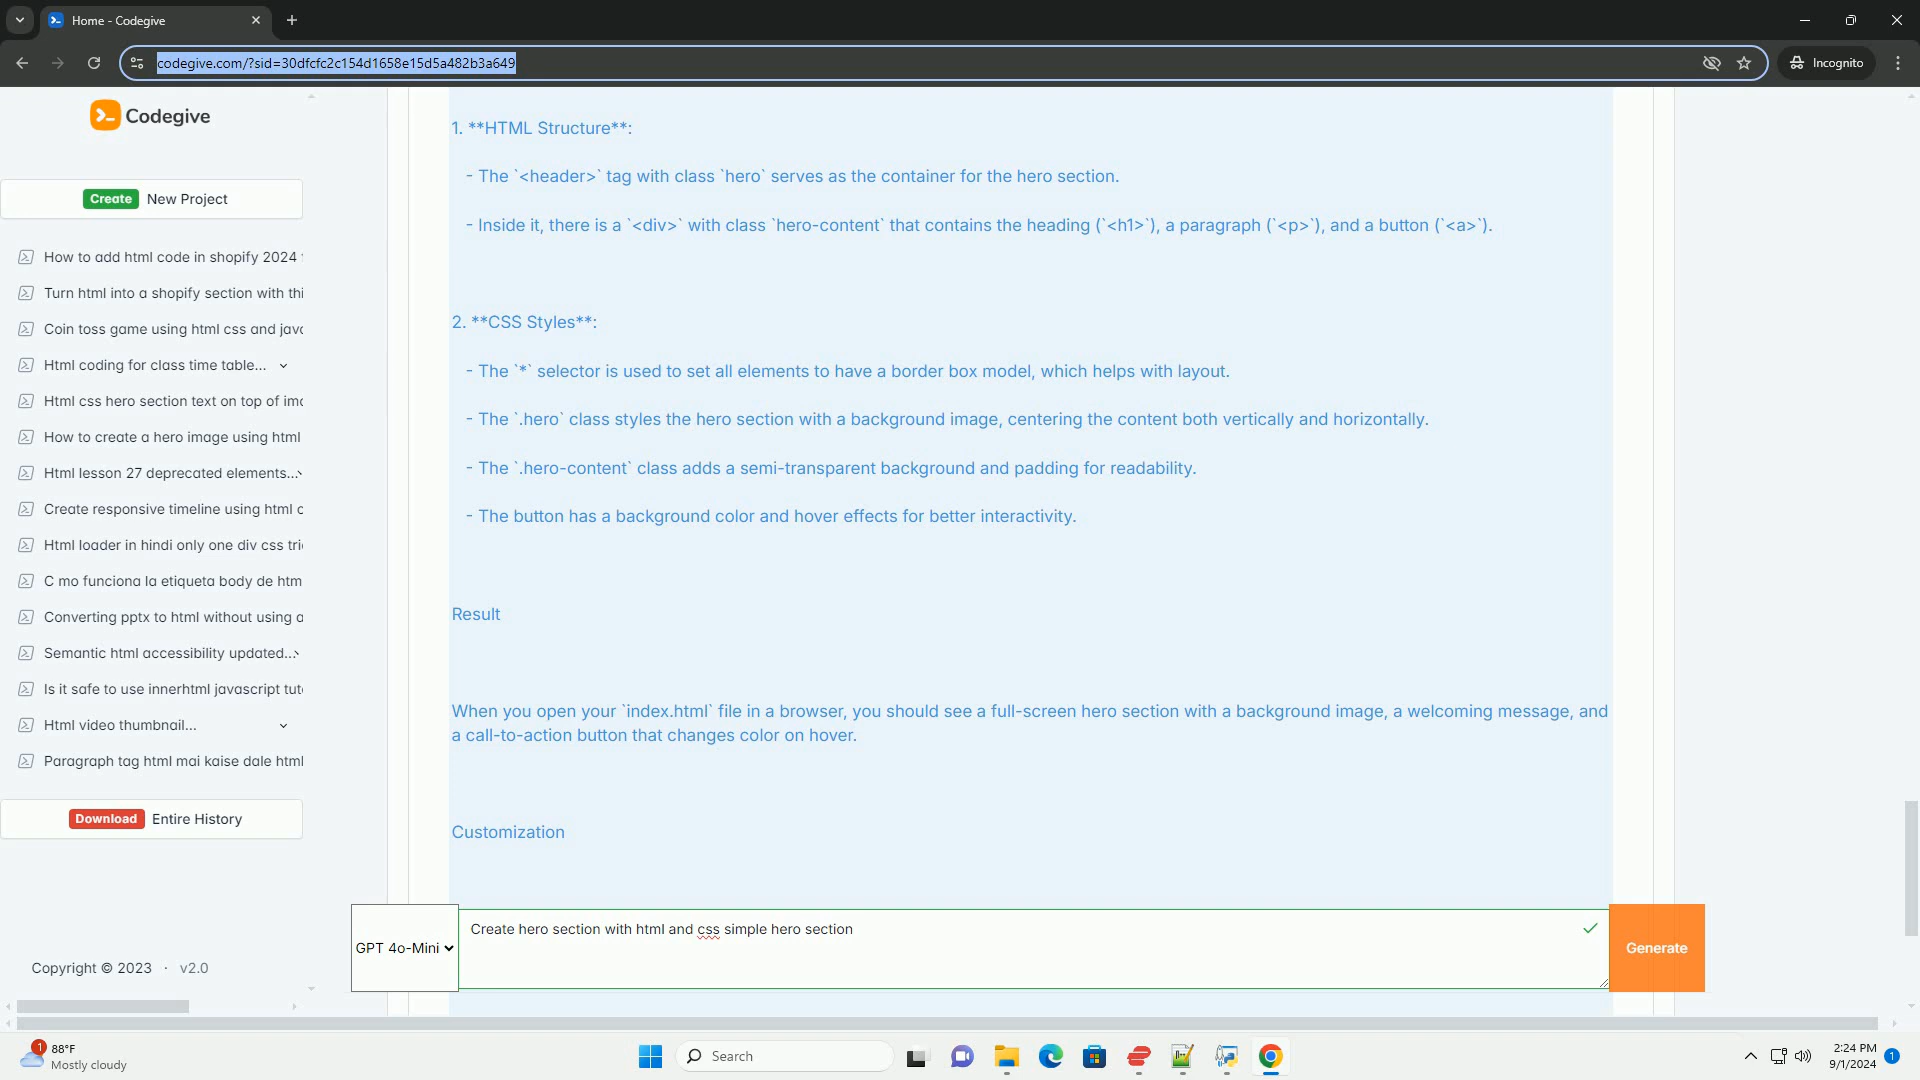 Home - Codegive
codegive.com/?sid=30dfcfc2c154d1658e15d5a482b3a649
Incognito
Codegive
Create New Project
How to add html code in shopify 2024
Turn html into a shopify section with thi
Coin toss game using html css and java
Html coding for class time table...
Html css hero section text on top of ima
How to create a hero image using html
Html lesson 27 deprecated elements...
Create responsive timeline using html c
Html loader in hindi only one div css tri
C mo funciona la etiqueta body de htm
Converting pptx to html without using a
Semantic html accessibility updated...
Is it safe to use innerhtml javascript tut
Html video thumbnail...
Paragraph tag html mai kaise dale html
Download Entire History
Copyright © 2023 · v2.0
1. **HTML Structure**:
- The `<header>` tag with class `hero` serves as the container for the hero section.
- Inside it, there is a `<div>` with class `hero-content` that contains the heading (`<h1>`), a paragraph (`<p>`), and a button (`<a>`).
2. **CSS Styles**:
- The `*` selector is used to set all elements to have a border box model, which helps with layout.
- The `.hero` class styles the hero section with a background image, centering the content both vertically and horizontally.
- The `.hero-content` class adds a semi-transparent background and padding for readability.
- The button has a background color and hover effects for better interactivity.
Result
When you open your `index.html` file in a browser, you should see a full-screen hero section with a background image, a welcoming message, and
a call-to-action button that changes color on hover.
Customization
GPT 4o-Mini
Create hero section with html and css simple hero section
Generate
1
88°F
Mostly cloudy
Search
2:24 PM
9/1/2024
1